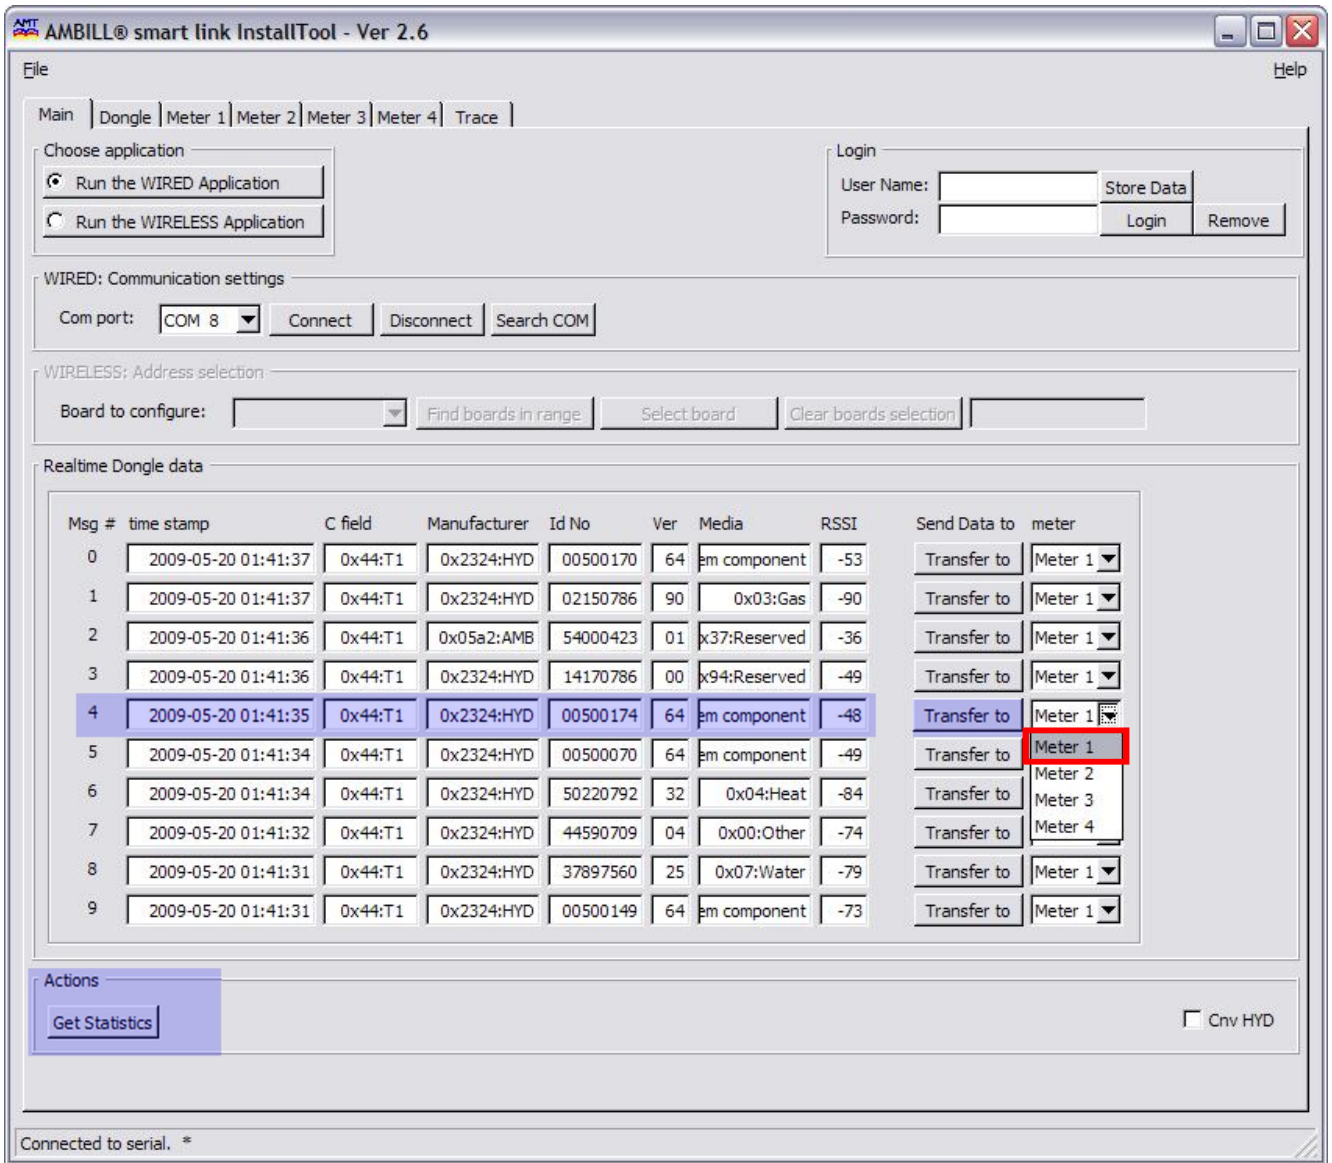 AMT AMBILL® smart link InstallTool - Ver 2.6
File Help
Main Dongle Meter 1 Meter 2 Meter 3 Meter 4 Trace
Choose application Login
Run the WIRED Application User Name: Store Data
Run the WIRELESS Application Password: Login Remove
WIRED: Communication settings
Com port: COM 8 Connect Disconnect Search COM
WIRELESS: Address selection
Board to configure: Find boards in range Select board Clear boards selection
Realtime Dongle data
Msg # time stamp C field Manufacturer Id No Ver Media RSSI Send Data to meter
0 2009-05-20 01:41:37 0x44:T1 0x2324:HYD 00500170 64 em component -53 Transfer to Meter 1
1 2009-05-20 01:41:37 0x44:T1 0x2324:HYD 02150786 90 0x03:Gas -90 Transfer to Meter 1
2 2009-05-20 01:41:36 0x44:T1 0x05a2:AMB 54000423 01 x37:Reserved -36 Transfer to Meter 1
3 2009-05-20 01:41:36 0x44:T1 0x2324:HYD 14170786 00 x94:Reserved -49 Transfer to Meter 1
4 2009-05-20 01:41:35 0x44:T1 0x2324:HYD 00500174 64 em component -48 Transfer to Meter 1
5 2009-05-20 01:41:34 0x44:T1 0x2324:HYD 00500070 64 em component -49 Transfer to Meter 1
Meter 2
6 2009-05-20 01:41:34 0x44:T1 0x2324:HYD 50220792 32 0x04:Heat -84 Transfer to Meter 3
7 2009-05-20 01:41:32 0x44:T1 0x2324:HYD 44590709 04 0x00:Other -74 Transfer to Meter 4
8 2009-05-20 01:41:31 0x44:T1 0x2324:HYD 37897560 25 0x07:Water -79 Transfer to Meter 1
9 2009-05-20 01:41:31 0x44:T1 0x2324:HYD 00500149 64 em component -73 Transfer to Meter 1
Actions
Get Statistics Cnv HYD
Connected to serial. *